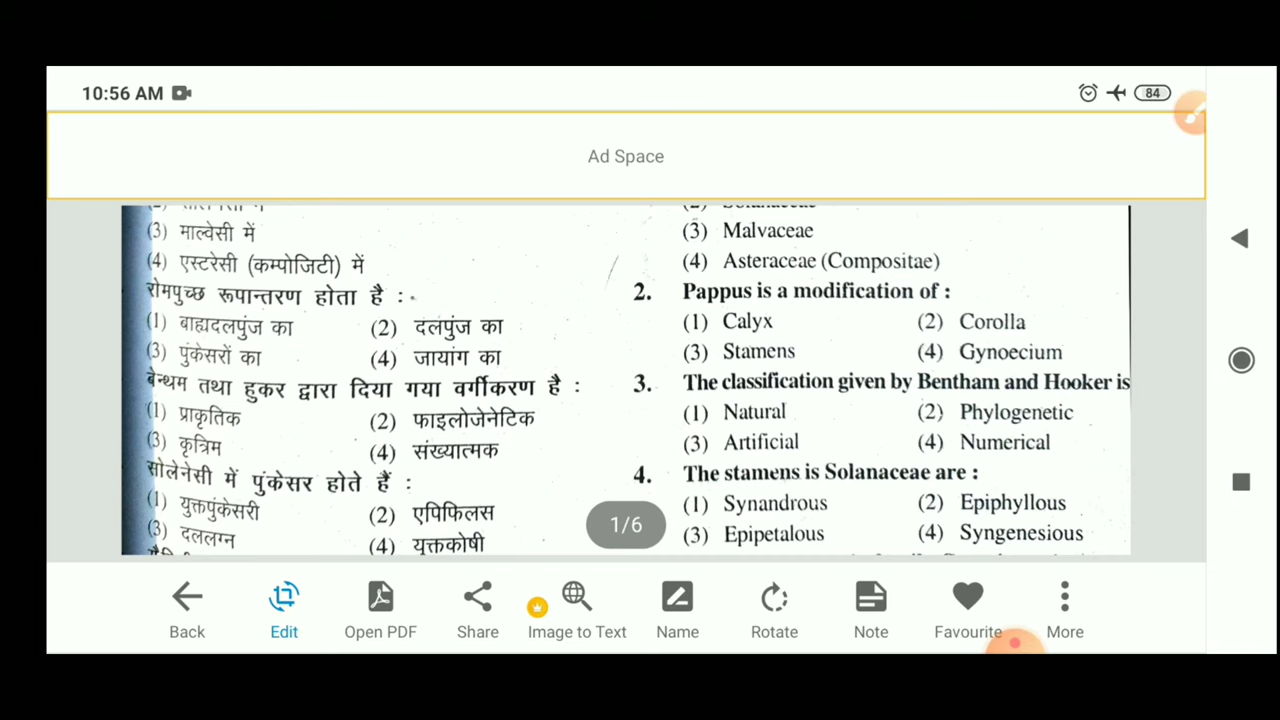 10:56 AM
84
Ad Space
(3) माल्वेसी में
(4) एस्टरेसी (कम्पोजिटी) में
रोमपुच्छ रूपान्तरण होता है :
(1) बाह्यदलपुंज का (2) दलपुंज का
(3) पुंकेसरों का (4) जायांग का
बेन्थम तथा हुकर द्वारा दिया गया वर्गीकरण है :
(1) प्राकृतिक (2) फाइलोजेनेटिक
(3) कृत्रिम (4) संख्यात्मक
सोलेनेसी में पुंकेसर होते हैं :
(1) युक्तपुंकेसरी (2) एपिफिलस
(3) दललग्न (4) युक्तकोषी
(2) Solanaceae
(3) Malvaceae
(4) Asteraceae (Compositae)
2. Pappus is a modification of :
(1) Calyx (2) Corolla
(3) Stamens (4) Gynoecium
3. The classification given by Bentham and Hooker is
(1) Natural (2) Phylogenetic
(3) Artificial (4) Numerical
4. The stamens is Solanaceae are :
(1) Synandrous (2) Epiphyllous
(3) Epipetalous (4) Syngenesious
1/6
Back Edit Open PDF Share Image to Text Name Rotate Note Favourite More